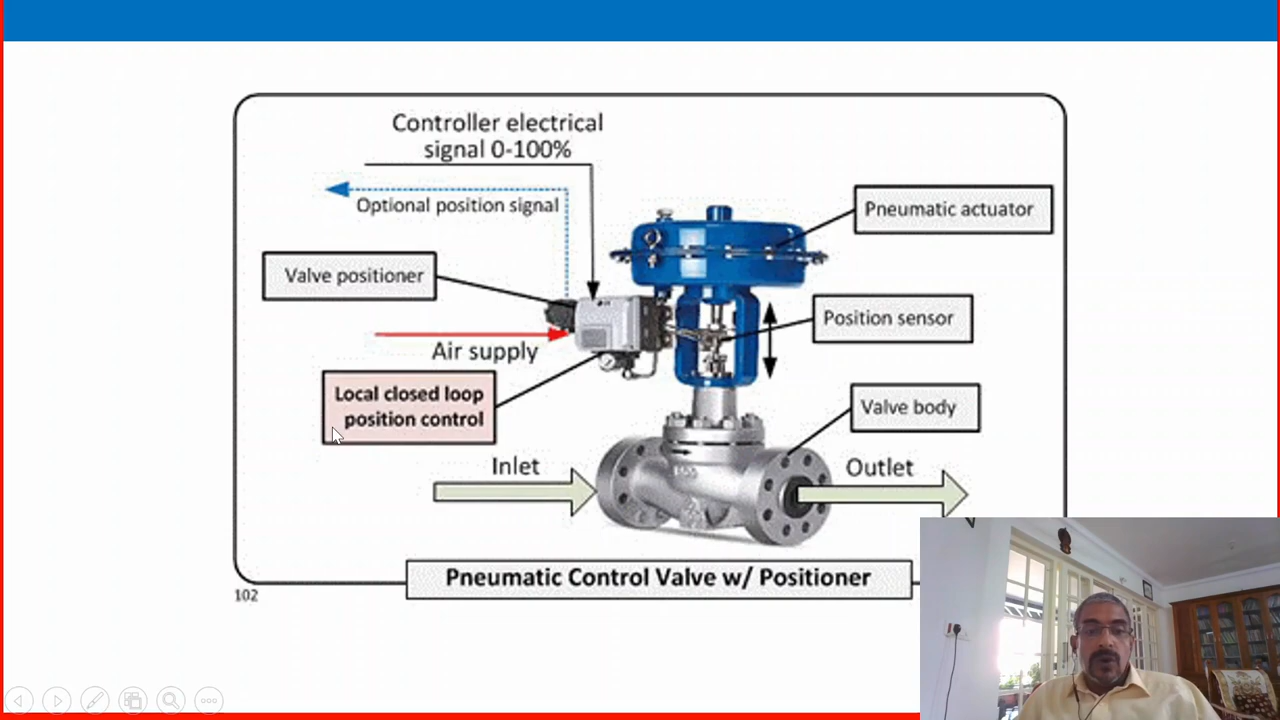 Controller electrical
signal 0-100%
Optional position signal
Pneumatic actuator
Valve positioner
Position sensor
Air supply
Local closed loop
position control
Valve body
Inlet
Outlet
Pneumatic Control Valve w/ Positioner
102